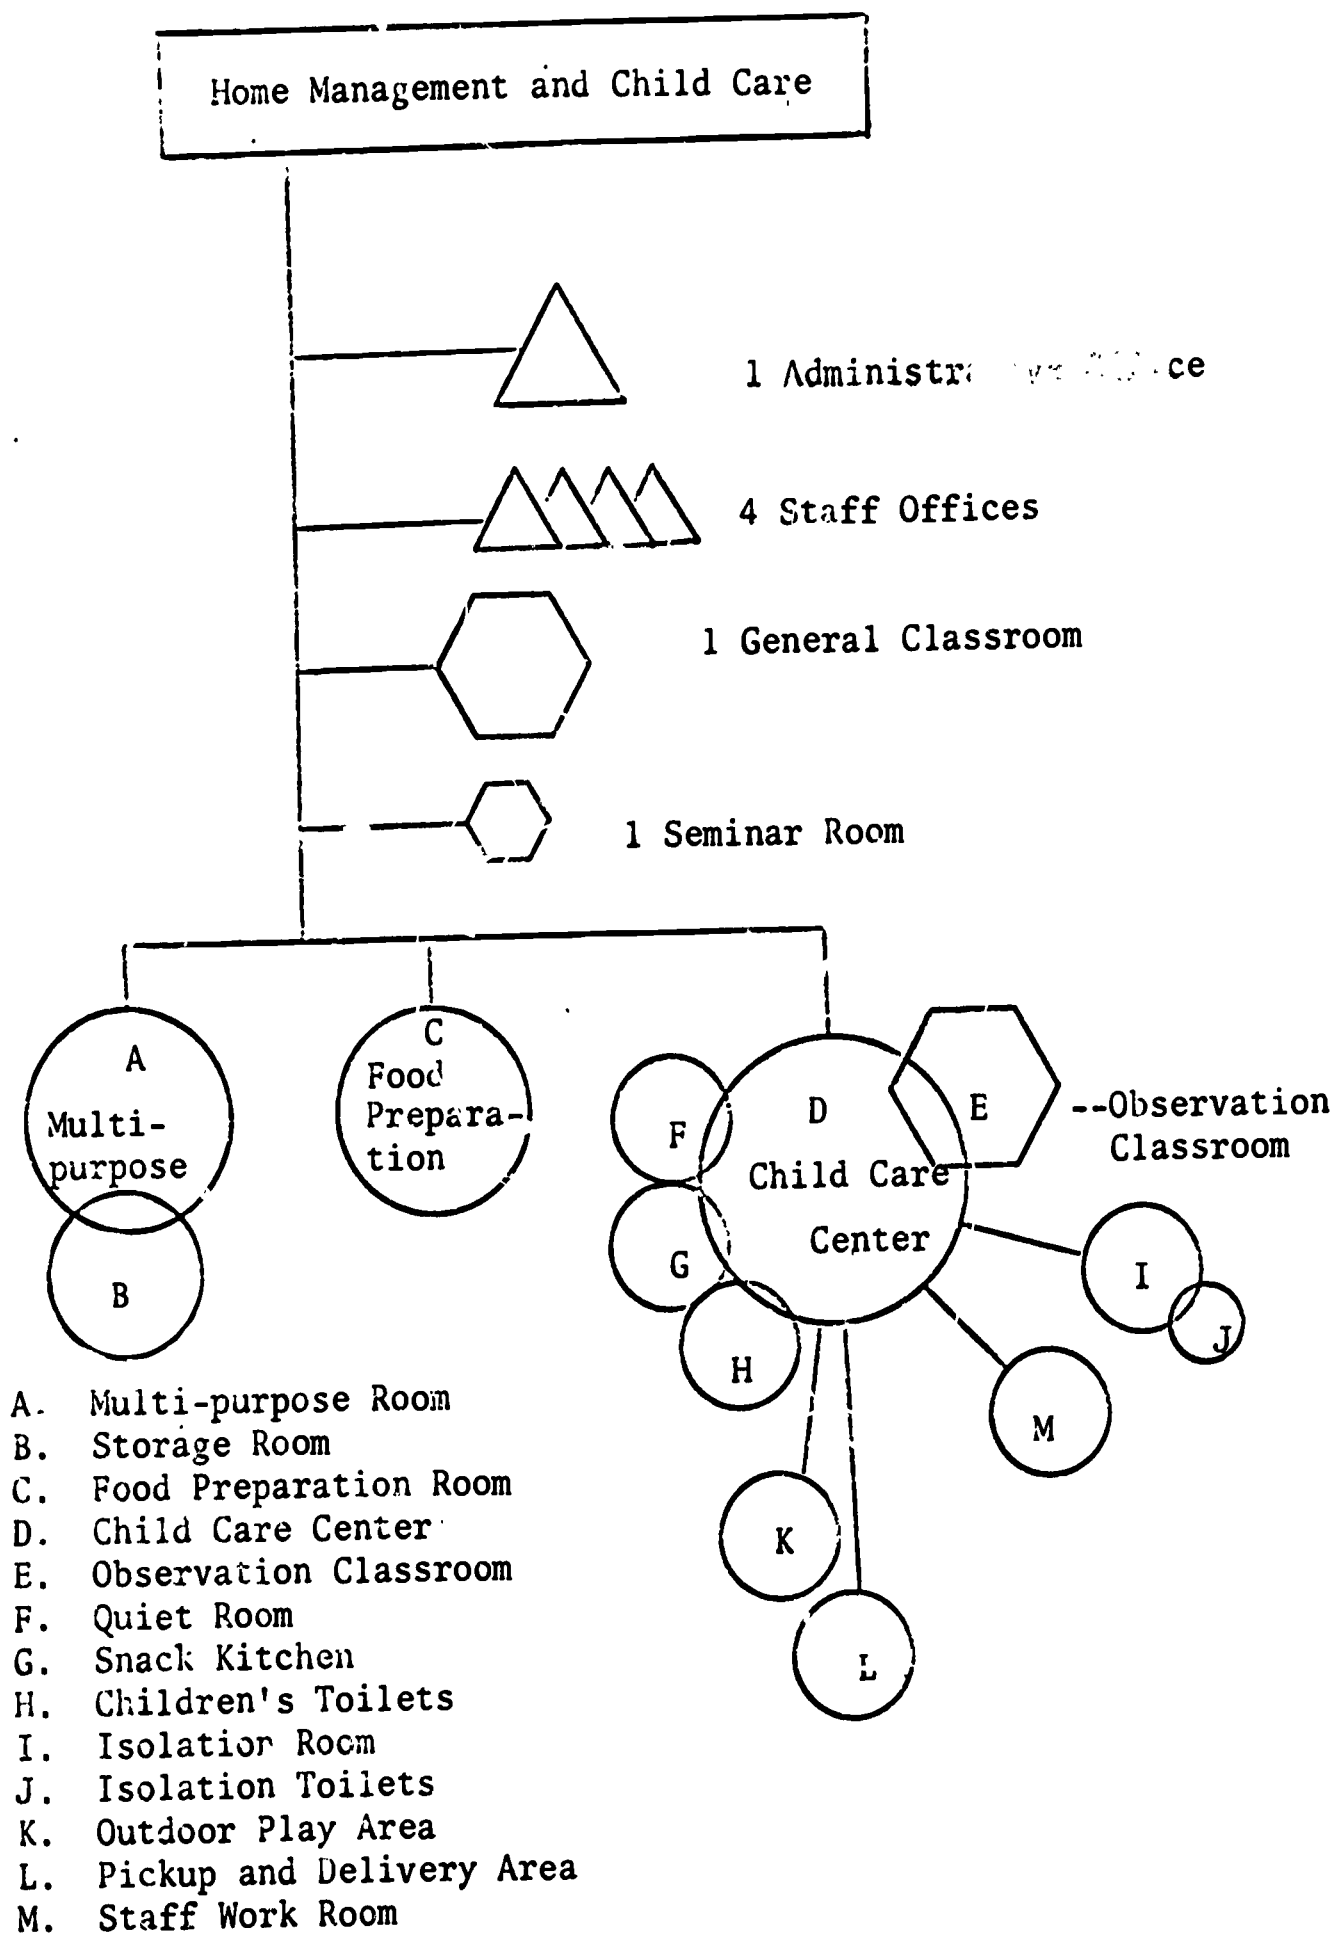 Home Management and Child Care
1 Administrative Office
4 Staff Offices
1 General Classroom
1 Seminar Room
A
Multi-
purpose
B
C
Food
Prepara-
tion
D
Child Care
Center
E
--Observation
Classroom
F
G
H
I
J
K
L
M
A. Multi-purpose Room
B. Storage Room
C. Food Preparation Room
D. Child Care Center
E. Observation Classroom
F. Quiet Room
G. Snack Kitchen
H. Children's Toilets
I. Isolation Room
J. Isolation Toilets
K. Outdoor Play Area
L. Pickup and Delivery Area
M. Staff Work Room